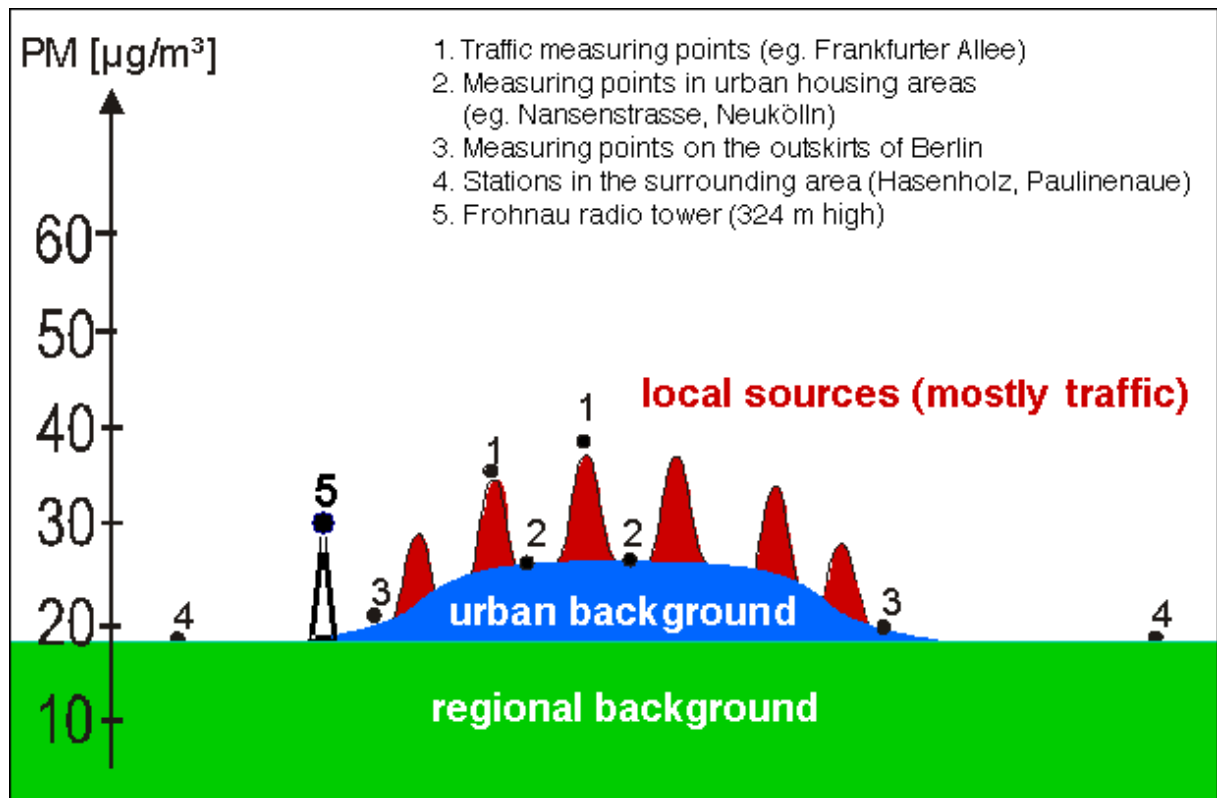 PM [µg/m³]
1. Traffic measuring points (eg. Frankfurter Allee)
2. Measuring points in urban housing areas
(eg. Nansenstrasse, Neukölln)
3. Measuring points on the outskirts of Berlin
4. Stations in the surrounding area (Hasenholz, Paulinenaue)
5. Frohnau radio tower (324 m high)
60
50
local sources (mostly traffic)
40
1
1
5
30
2
2
3
3
4
4
20
urban background
regional background
10